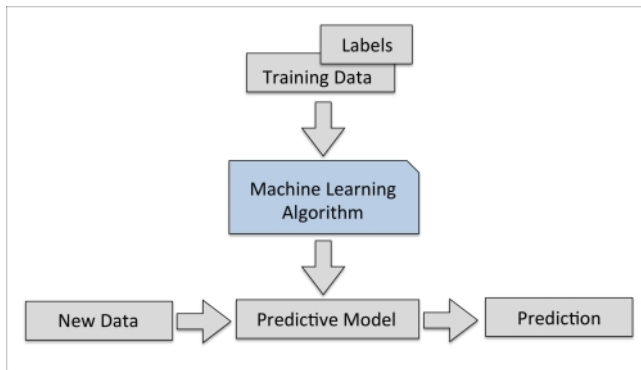 Labels
Training Data
Machine Learning
Algorithm
New Data
Predictive Model
Prediction